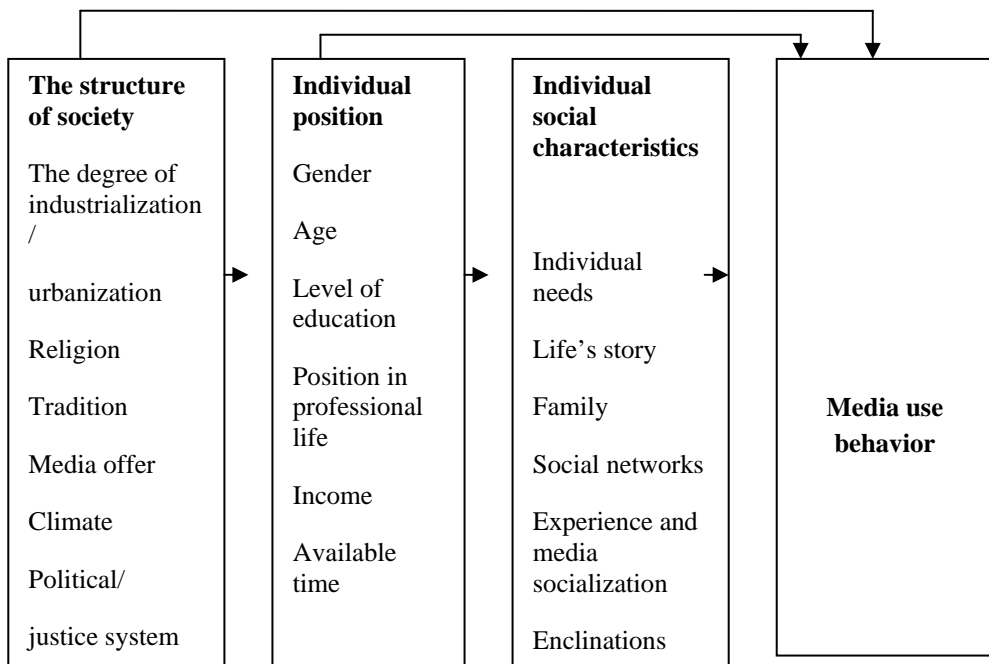 The structure
of society
The degree of
industrialization
/
urbanization
Religion
Tradition
Media offer
Climate
Political/
justice system
Individual
position
Gender
Age
Level of
education
Position in
professional
life
Income
Available
time
Individual
social
characteristics
Individual
needs
Life’s story
Family
Social networks
Experience and
media
socialization
Enclinations
Media use
behavior